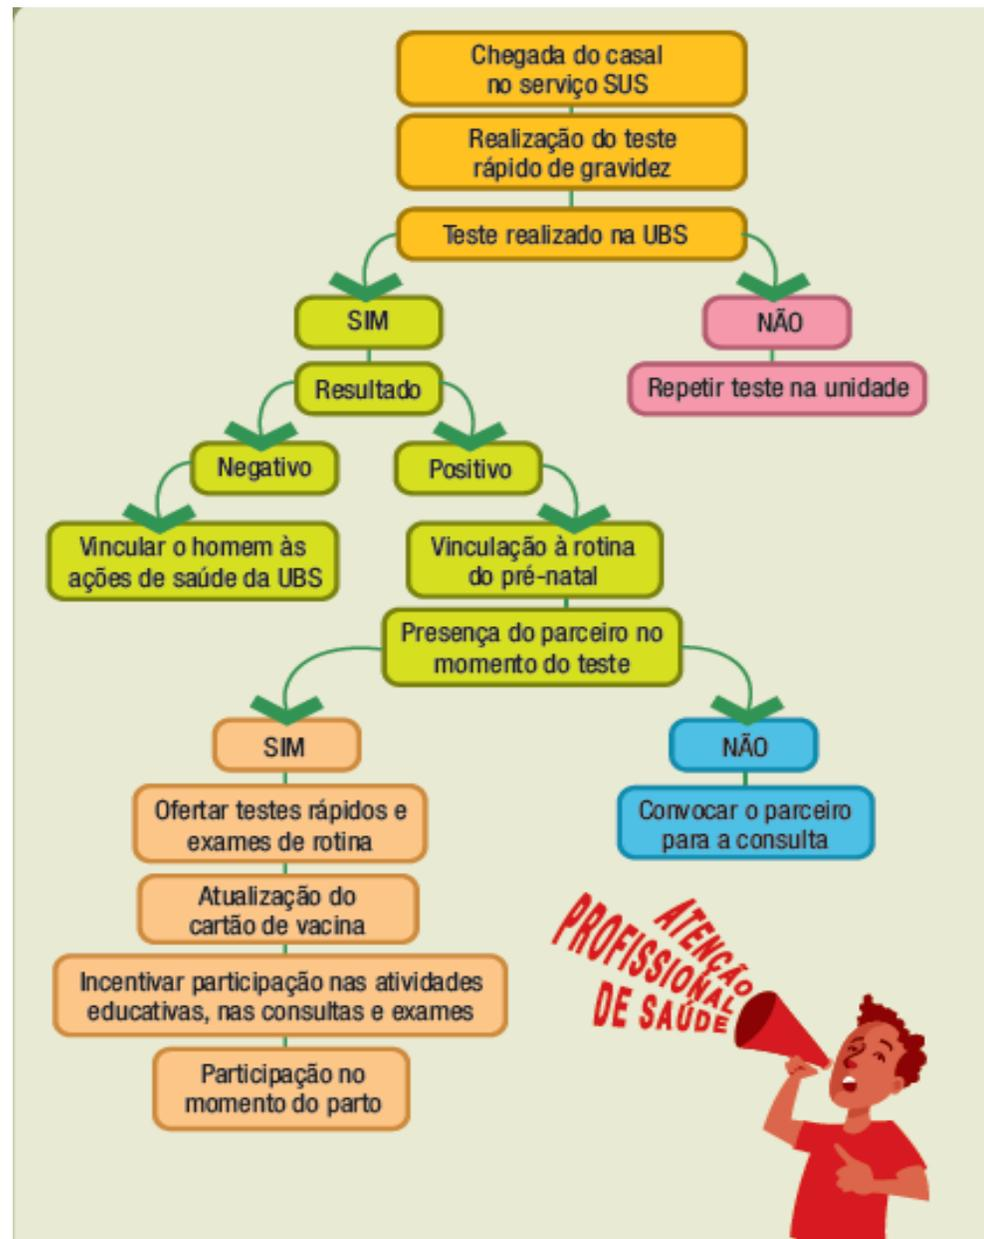 Chegada do casal
no serviço SUS
Realização do teste
rápido de gravidez
Teste realizado na UBS
SIM
NÃO
Resultado
Repetir teste na unidade
Negativo
Positivo
Vincular o homem às
ações de saúde da UBS
Vinculação à rotina
do pré-natal
Presença do parceiro no
momento do teste
SIM
NÃO
Ofertar testes rápidos e
exames de rotina
Convocar o parceiro
para a consulta
Atualização do
cartão de vacina
Incentivar participação nas atividades
educativas, nas consultas e exames
Participação no
momento do parto
ATENÇÃO
PROFISSIONAL
DE SAÚDE